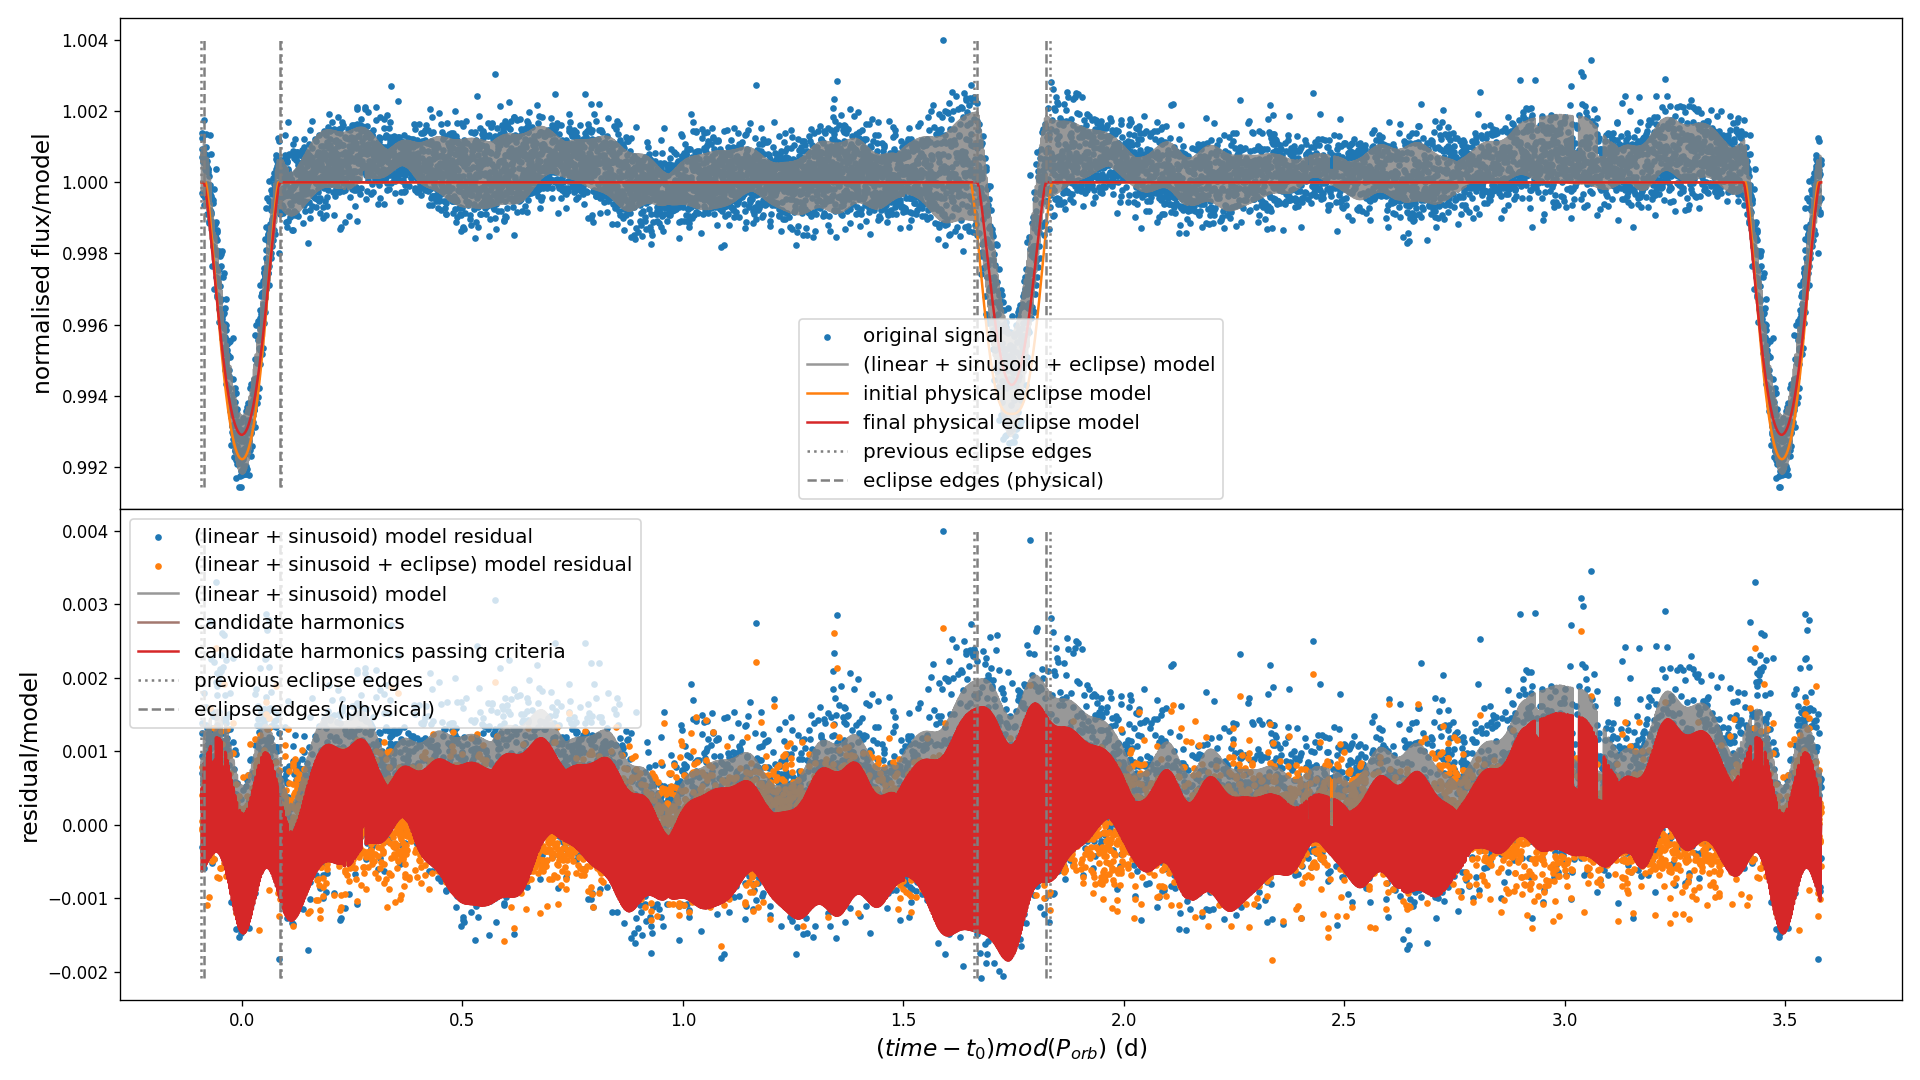 normalised flux/model
1.004
1.002
1.000
0.998
0.996
0.994
0.992
original signal
(linear + sinusoid + eclipse) model
initial physical eclipse model
final physical eclipse model
previous eclipse edges
eclipse edges (physical)
residual/model
0.004
0.003
0.002
0.001
0.000
−0.001
−0.002
(linear + sinusoid) model residual
(linear + sinusoid + eclipse) model residual
(linear + sinusoid) model
candidate harmonics
candidate harmonics passing criteria
previous eclipse edges
eclipse edges (physical)
0.0 0.5 1.0 1.5 2.0 2.5 3.0 3.5
(time − t₀)mod(P_orb) (d)